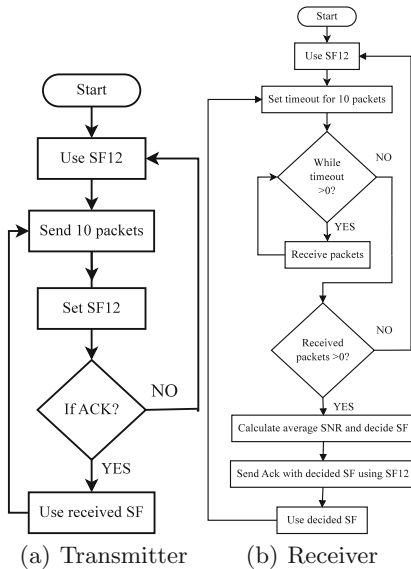 Start
Use SF12
Send 10 packets
Set SF12
If ACK?
NO
YES
Use received SF
(a) Transmitter
Start
Use SF12
Set timeout for 10 packets
While
timeout
>0?
NO
YES
Receive packets
Received
packets >0?
NO
YES
Calculate average SNR and decide SF
Send Ack with decided SF using SF12
Use decided SF
(b) Receiver